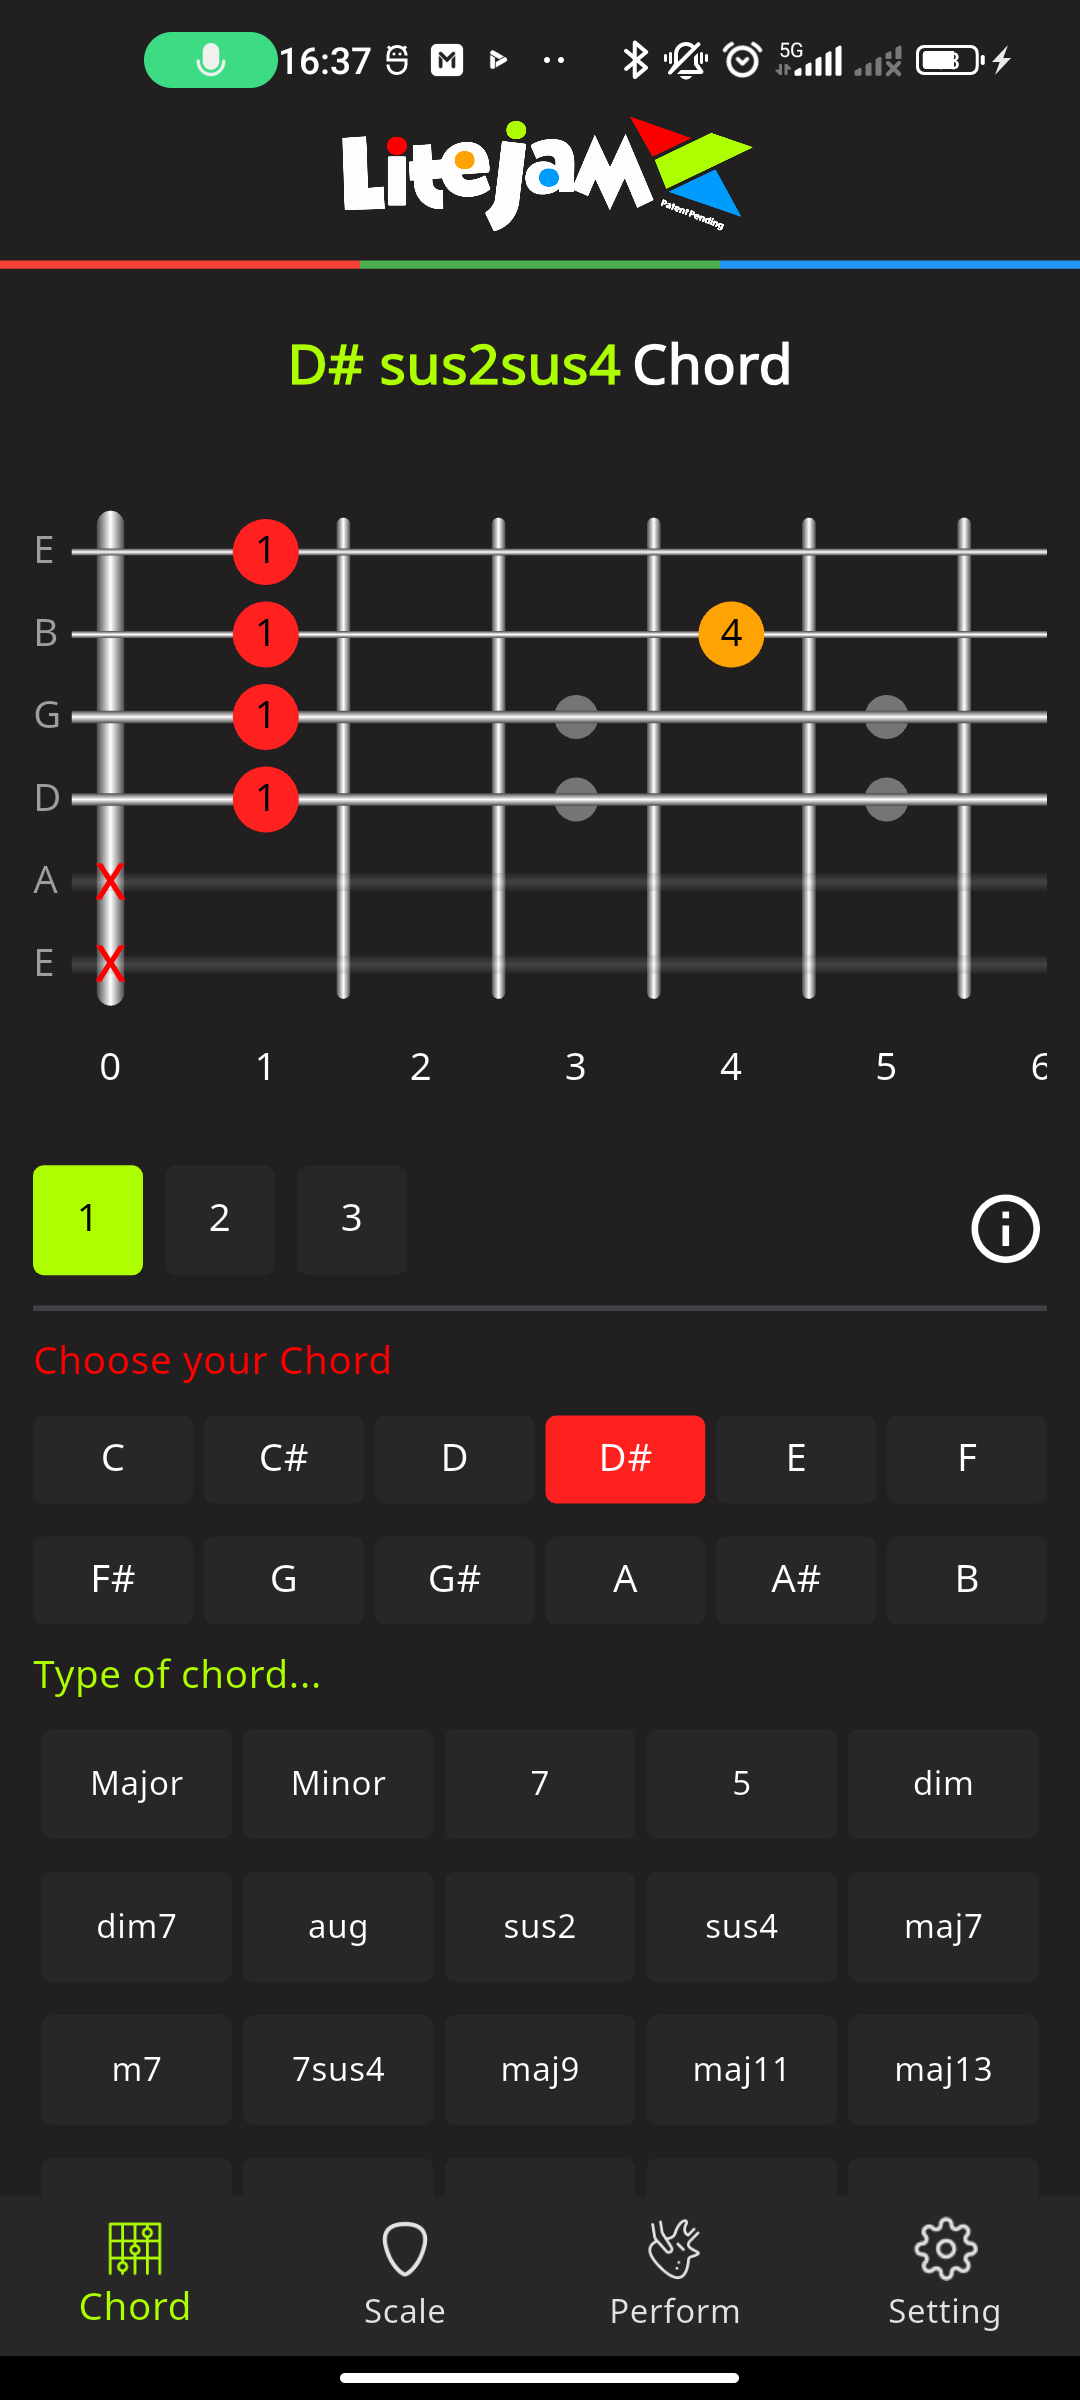 16:37 5G
LiteJam
Patent Pending
D# sus2sus4 Chord
E 1
B 1 4
G 1
D 1
A X
E X
0 1 2 3 4 5 6
1 2 3
Choose your Chord
C C# D D# E F
F# G G# A A# B
Type of chord...
Major Minor 7 5 dim
dim7 aug sus2 sus4 maj7
m7 7sus4 maj9 maj11 maj13
Chord Scale Perform Setting